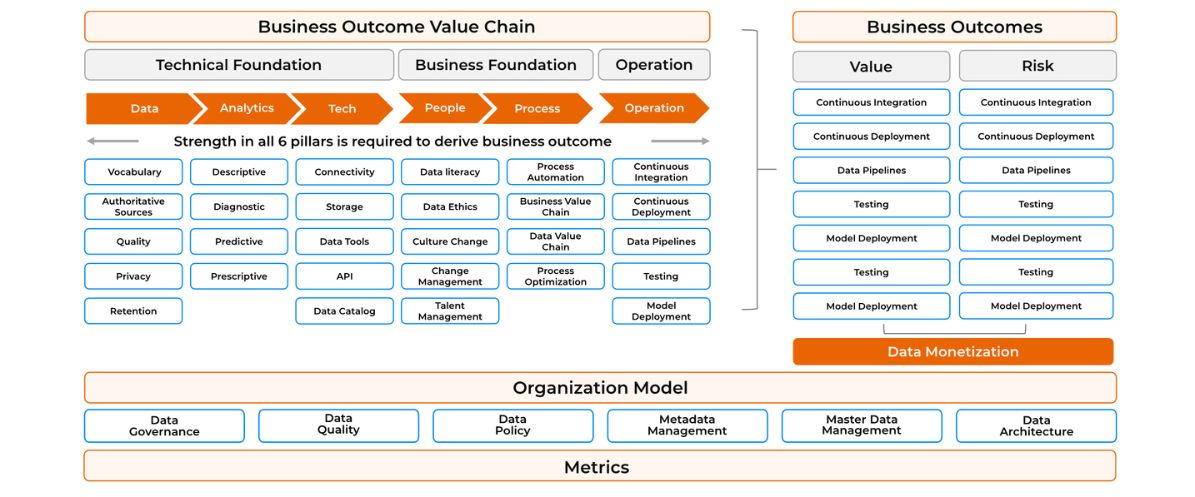 Business Outcome Value Chain
Technical Foundation
Business Foundation
Operation
Data
Analytics
Tech
People
Process
Operation
Strength in all 6 pillars is required to derive business outcome
Vocabulary
Authoritative
Sources
Quality
Privacy
Retention
Descriptive
Diagnostic
Predictive
Prescriptive
Connectivity
Storage
Data Tools
API
Data Catalog
Data literacy
Data Ethics
Culture Change
Change
Management
Talent
Management
Process
Automation
Business Value
Chain
Data Value
Chain
Process
Optimization
Continuous
Integration
Continuous
Deployment
Data Pipelines
Testing
Model
Deployment
Business Outcomes
Value
Continuous Integration
Continuous Deployment
Data Pipelines
Testing
Model Deployment
Testing
Model Deployment
Risk
Continuous Integration
Continuous Deployment
Data Pipelines
Testing
Model Deployment
Testing
Model Deployment
Data Monetization
Organization Model
Data
Governance
Data
Quality
Data
Policy
Metadata
Management
Master Data
Management
Data
Architecture
Metrics